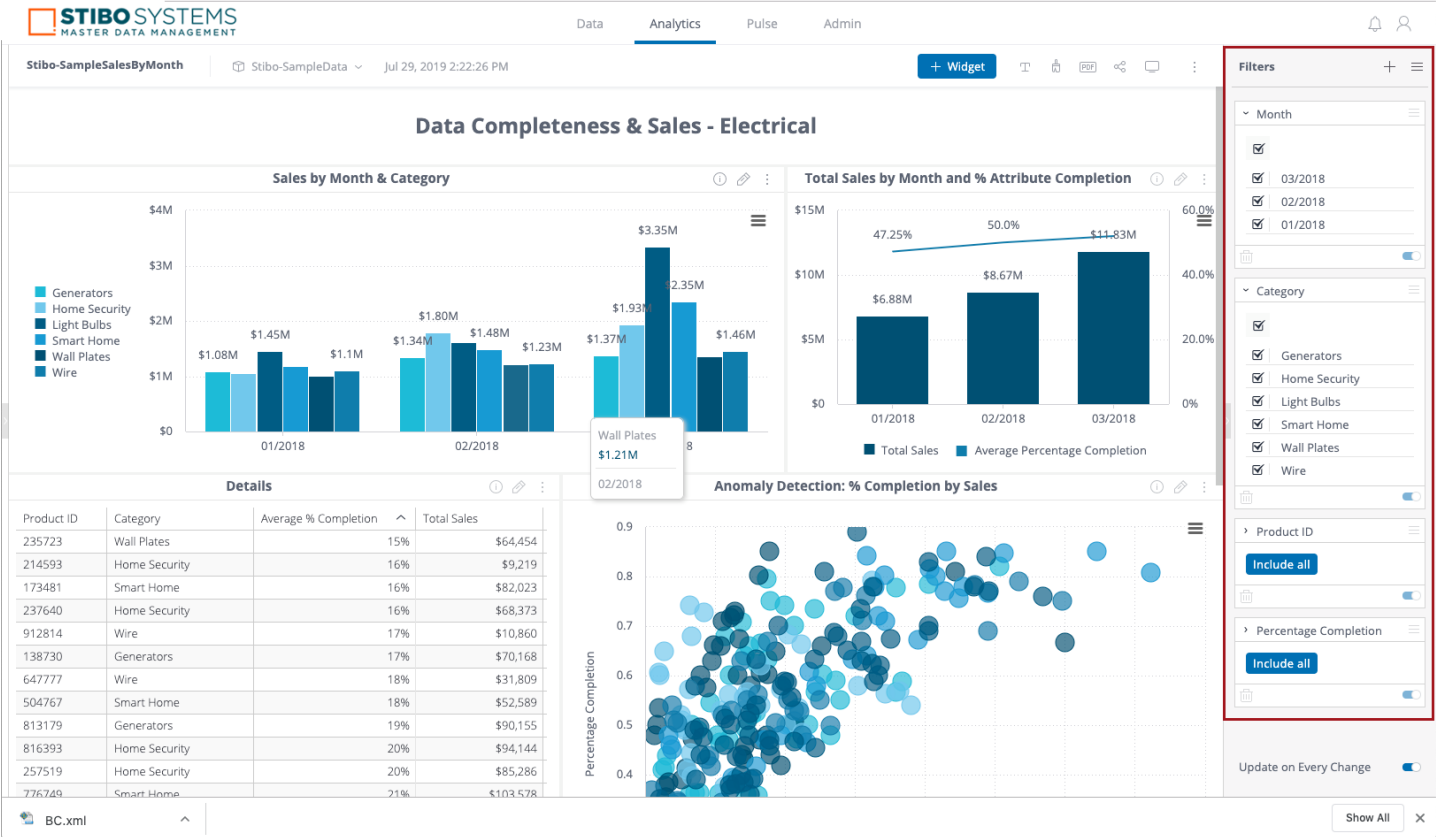 STIBO SYSTEMS
MASTER DATA MANAGEMENT
Data Analytics Pulse Admin
Stibo-SampleSalesByMonth
Stibo-SampleData
Jul 29, 2019 2:22:26 PM
+ Widget
PDF
Data Completeness & Sales - Electrical
Sales by Month & Category
$4M
$3M
$2M
$1M
$0
Generators
Home Security
Light Bulbs
Smart Home
Wall Plates
Wire
$1.08M
$1.45M
$1.1M
$1.34M
$1.80M
$1.48M
$1.23M
$1.37M
$1.93M
$3.35M
$2.35M
$1.46M
01/2018
02/2018
8
Wall Plates
$1.21M
02/2018
Total Sales by Month and % Attribute Completion
$15M
$10M
$5M
$0
60.0%
40.0%
20.0%
0%
47.25%
50.0%
$11.83M
$6.88M
$8.67M
01/2018
02/2018
03/2018
Total Sales
Average Percentage Completion
Details
Product ID Category Average % Completion Total Sales
235723 Wall Plates 15% $64,454
214593 Home Security 16% $9,219
173481 Smart Home 16% $82,023
237640 Home Security 16% $68,373
912814 Wire 17% $10,860
138730 Generators 17% $70,168
647777 Wire 18% $31,809
504767 Smart Home 18% $52,589
813179 Generators 19% $90,155
816393 Home Security 20% $94,144
257519 Home Security 20% $85,286
776749 Smart Home 21% $103,578
Anomaly Detection: % Completion by Sales
Percentage Completion
0.9
0.8
0.7
0.6
0.5
0.4
Filters
Month
03/2018
02/2018
01/2018
Category
Generators
Home Security
Light Bulbs
Smart Home
Wall Plates
Wire
Product ID
Include all
Percentage Completion
Include all
Update on Every Change
BC.xml
Show All